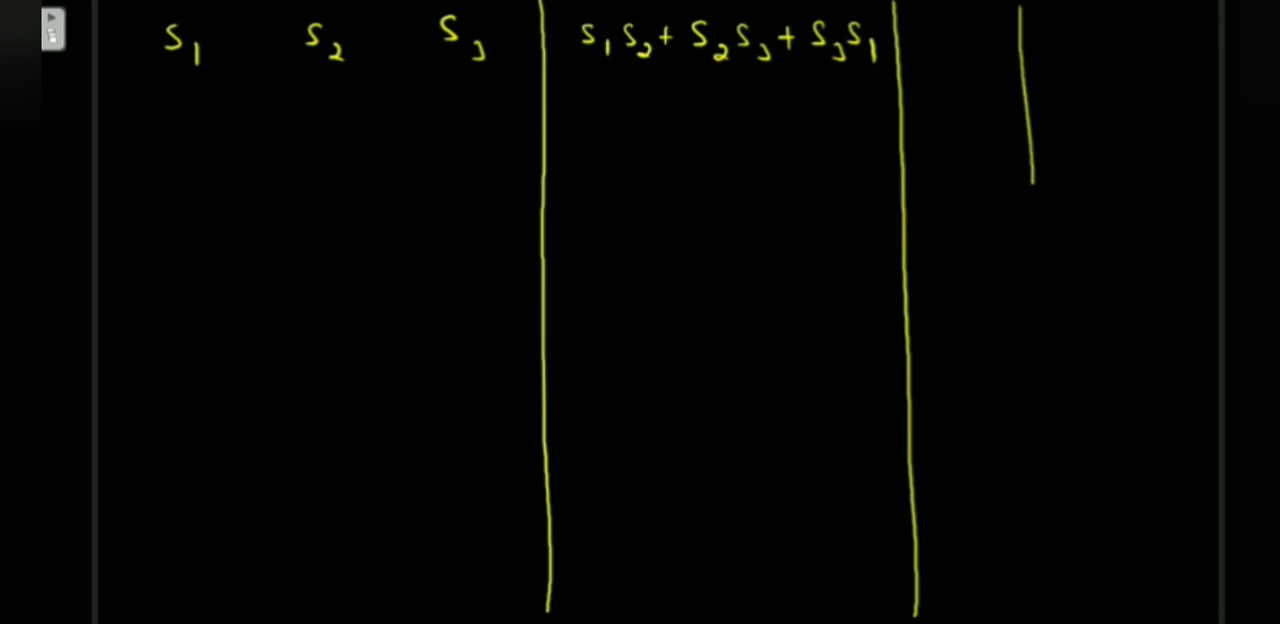 S₁ S₂ S₃ S₁S₂ + S₂S₃ + S₃S₁